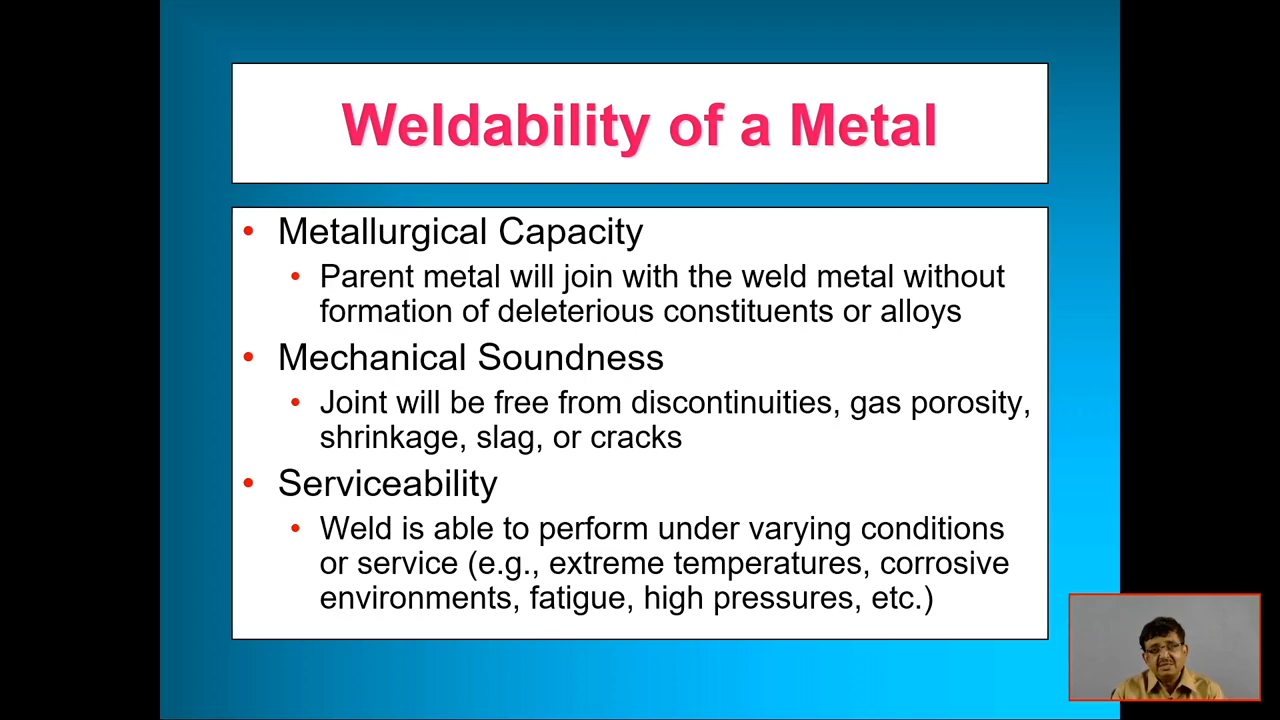 Weldability of a Metal
• Metallurgical Capacity
• Parent metal will join with the weld metal without
formation of deleterious constituents or alloys
• Mechanical Soundness
• Joint will be free from discontinuities, gas porosity,
shrinkage, slag, or cracks
• Serviceability
• Weld is able to perform under varying conditions
or service (e.g., extreme temperatures, corrosive
environments, fatigue, high pressures, etc.)